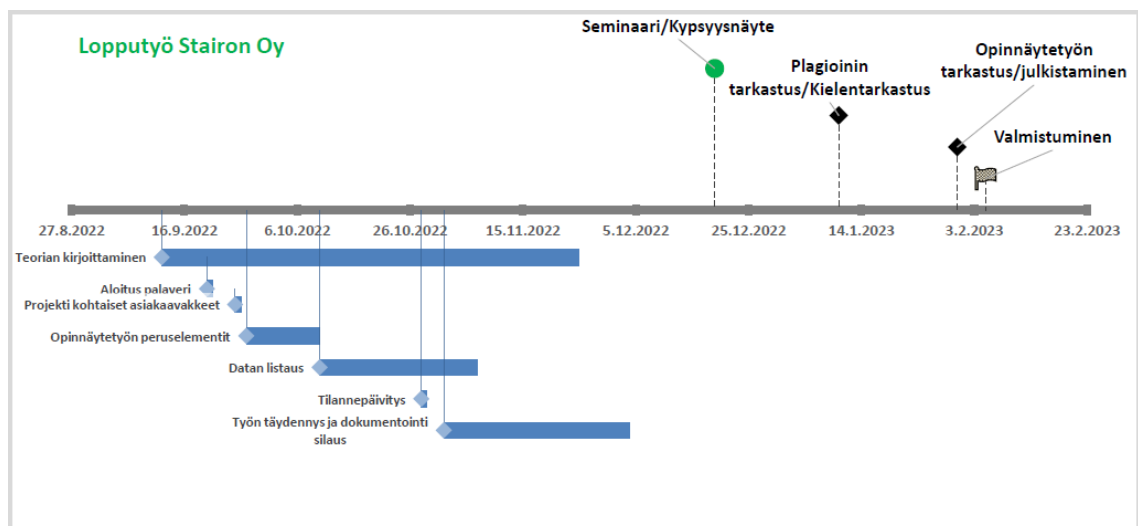 Lopputyö Stairon Oy
Seminaari/Kypsyysnäyte
Plagioinin
tarkastus/Kielentarkastus
Opinnäytetyön
tarkastus/julkistaminen
Valmistuminen
27.8.2022 16.9.2022 6.10.2022 26.10.2022 15.11.2022 5.12.2022 25.12.2022 14.1.2023 3.2.2023 23.2.2023
Teorian kirjoittaminen
Aloitus palaveri
Projekti kohtaiset asiakaavakkeet
Opinnäytetyön peruselementit
Datan listaus
Tilannepäivitys
Työn täydennys ja dokumentointi
silaus